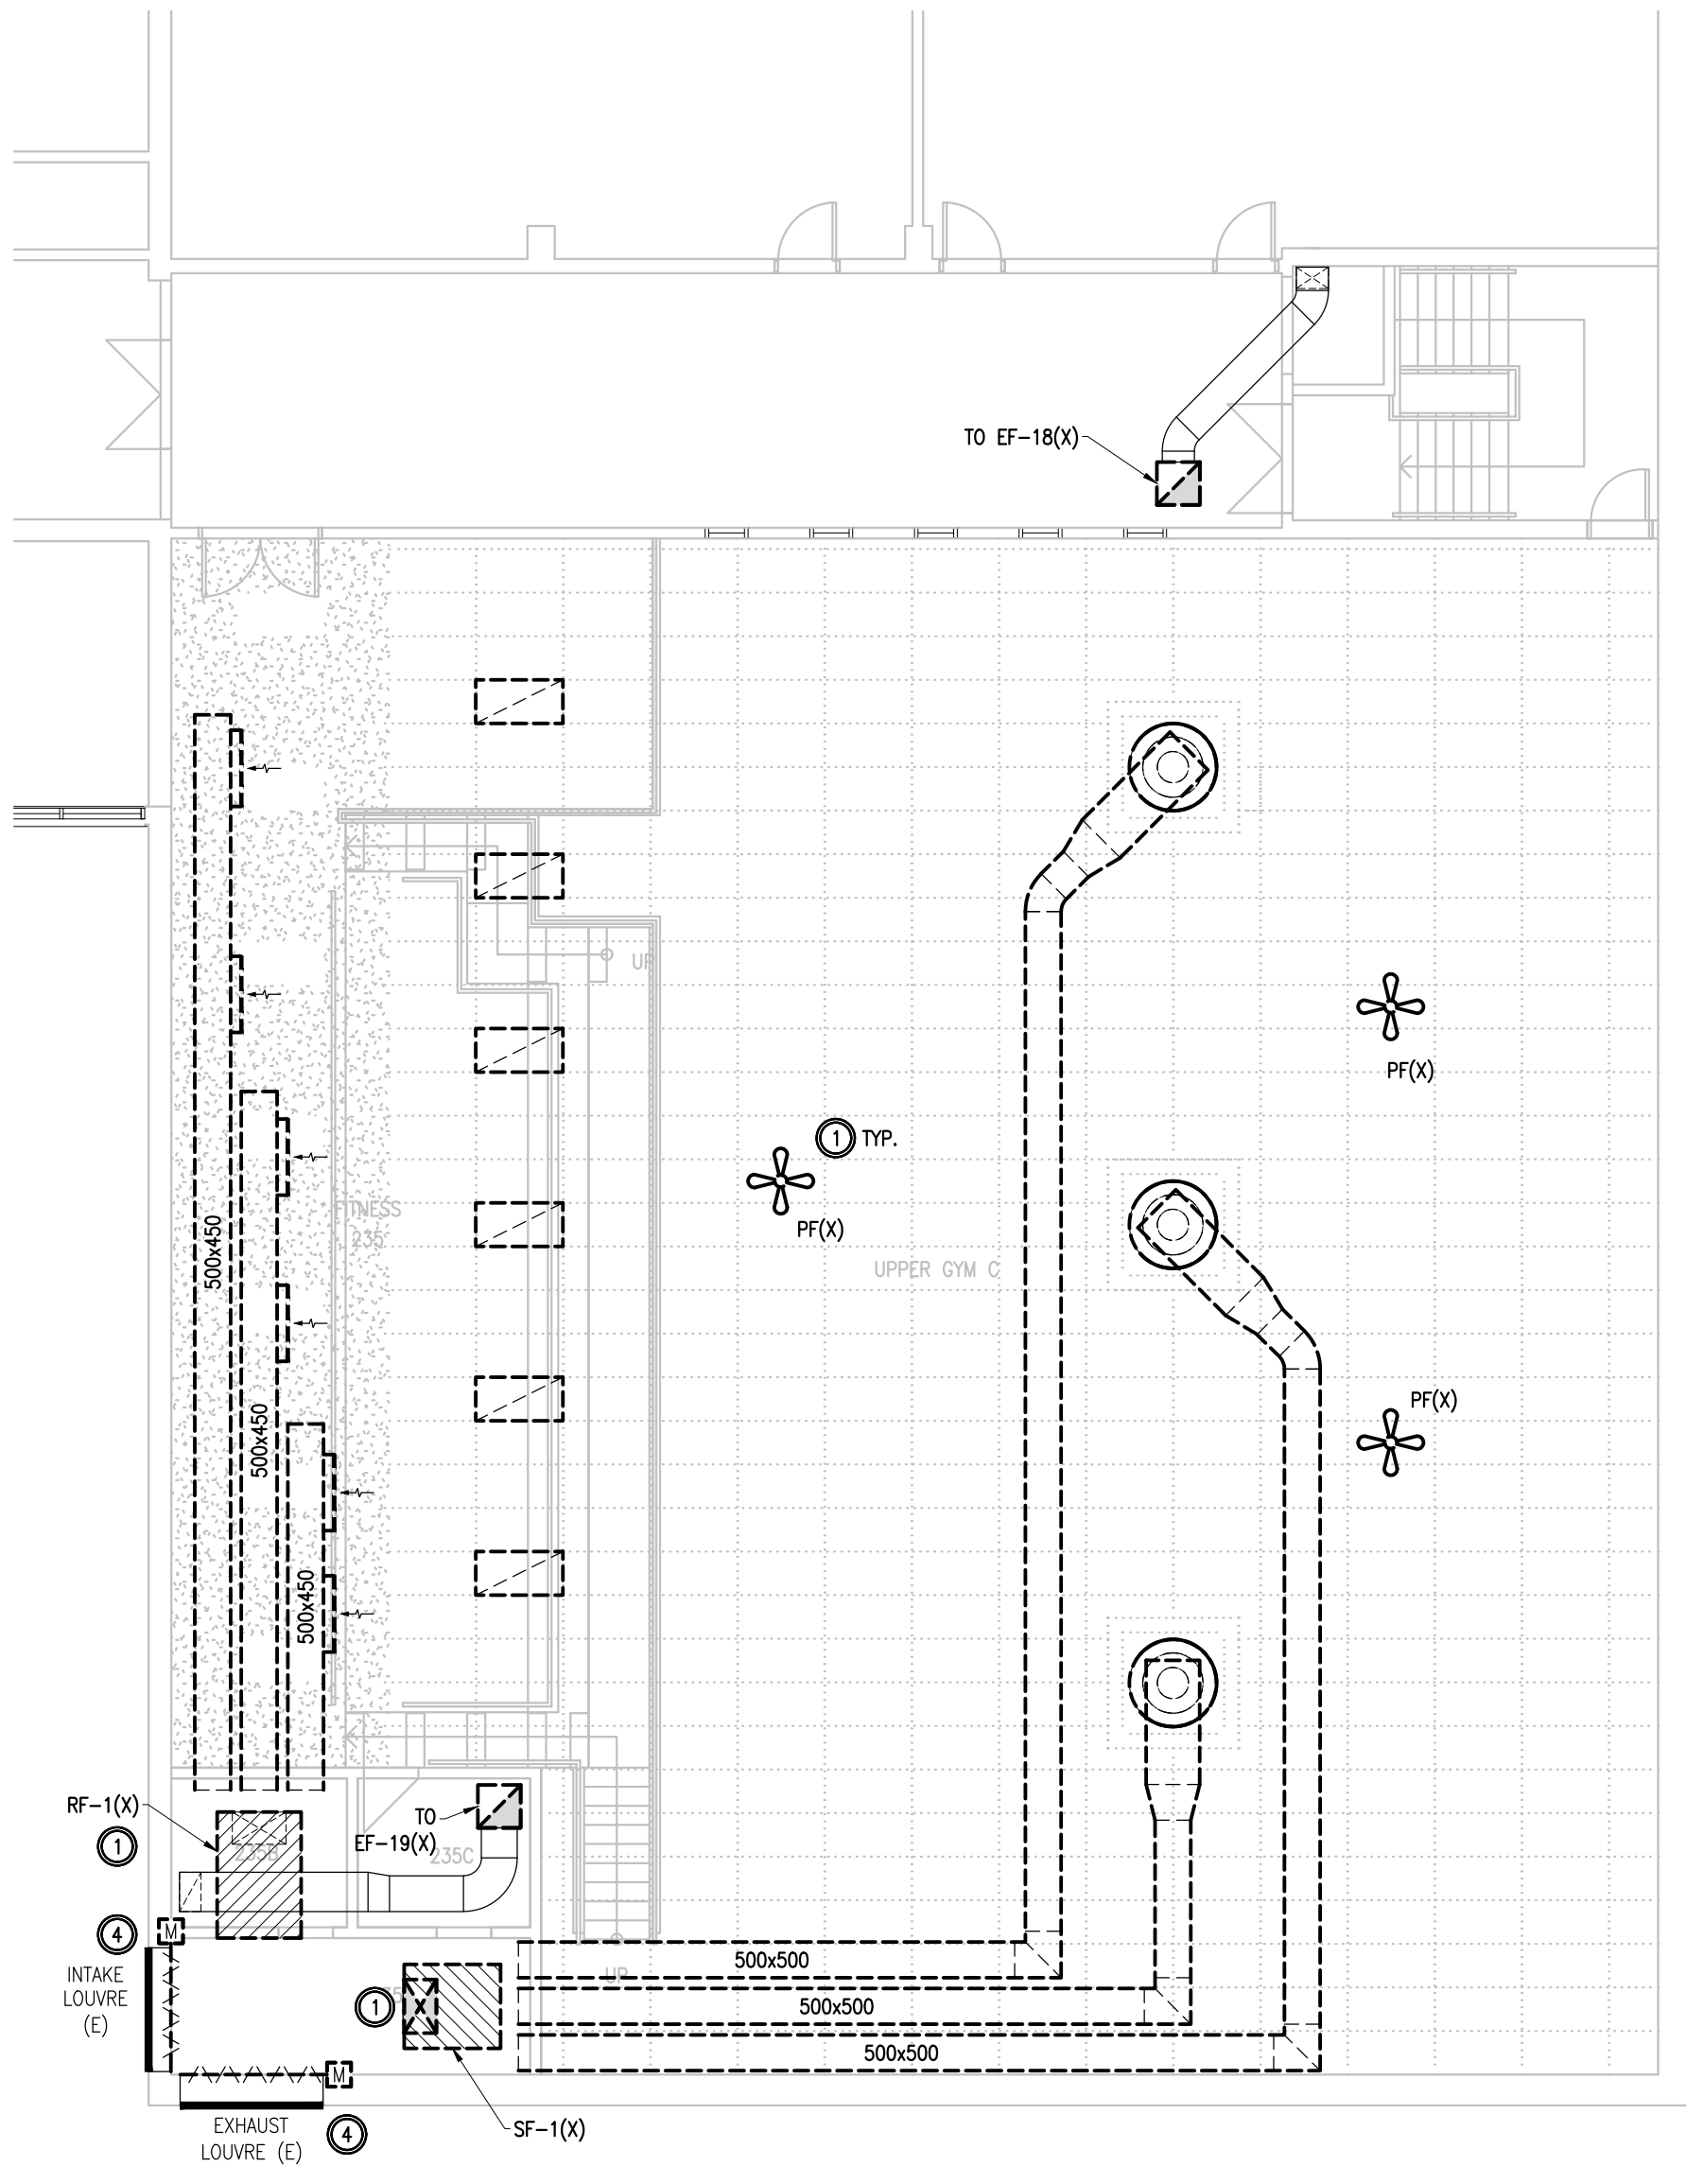 TO EF-18(X)
PF(X)
1 TYP.
PF(X)
FITNESS
235
UP
UPPER GYM C
500x450
500x450
500x450
PF(X)
RF-1(X)
1
TO
EF-19(X)
235B
235C
4
M
INTAKE
LOUVRE
(E)
1
500x500
UP
500x500
500x500
M
EXHAUST
LOUVRE (E)
4
SF-1(X)